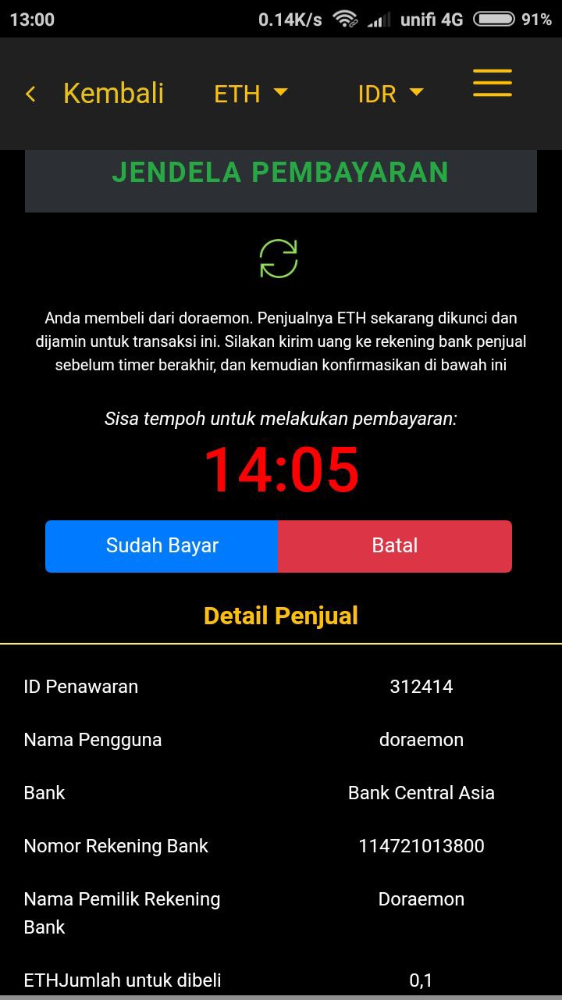 13:00 0.14K/s unifi 4G 91%
Kembali ETH IDR
JENDELA PEMBAYARAN
Anda membeli dari doraemon. Penjualnya ETH sekarang dikunci dan
dijamin untuk transaksi ini. Silakan kirim uang ke rekening bank penjual
sebelum timer berakhir, dan kemudian konfirmasikan di bawah ini
Sisa tempoh untuk melakukan pembayaran:
14:05
Sudah Bayar Batal
Detail Penjual
ID Penawaran 312414
Nama Pengguna doraemon
Bank Bank Central Asia
Nomor Rekening Bank 114721013800
Nama Pemilik Rekening Doraemon
Bank
ETHJumlah untuk dibeli 0,1